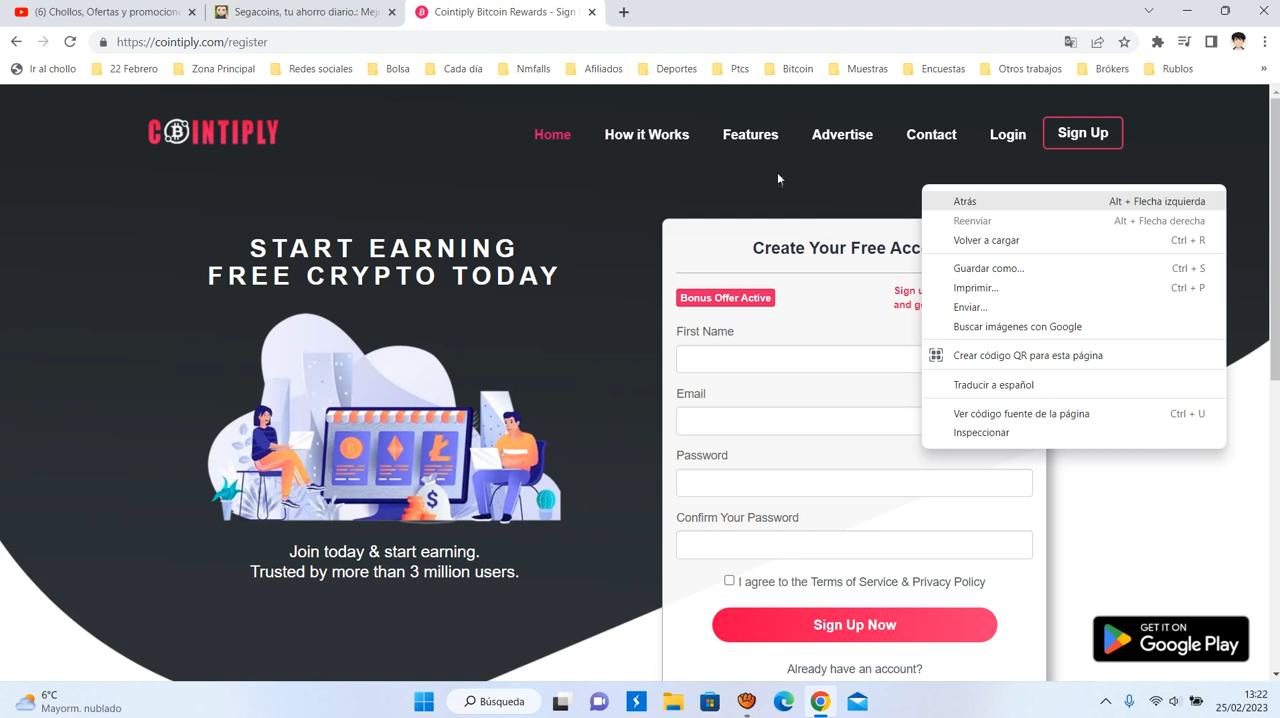 (6) Chollos, Ofertas y promocione
Segacoins, tu ahorro diario.: Mej
Cointiply Bitcoin Rewards - Sign
https://cointiply.com/register
Ir al chollo 22 Febrero Zona Principal Redes sociales Bolsa Cada día Nmfalls Afiliados Deportes Ptcs Bitcoin Muestras Encuestas Otros trabajos Brókers Rublos »
COINTIPLY
Home How it Works Features Advertise Contact Login Sign Up
Atrás Alt + Flecha izquierda
Reenviar Alt + Flecha derecha
Volver a cargar Ctrl + R
Guardar como... Ctrl + S
Imprimir... Ctrl + P
Enviar...
Buscar imágenes con Google
Crear código QR para esta página
Traducir a español
Ver código fuente de la página Ctrl + U
Inspeccionar
START EARNING
FREE CRYPTO TODAY
Join today & start earning.
Trusted by more than 3 million users.
Create Your Free Acc
Bonus Offer Active
Sign u
and g
First Name
Email
Password
Confirm Your Password
I agree to the Terms of Service & Privacy Policy
Sign Up Now
Already have an account?
GET IT ON
Google Play
6°C
Mayorm. nublado
Búsqueda
13:22
25/02/2023